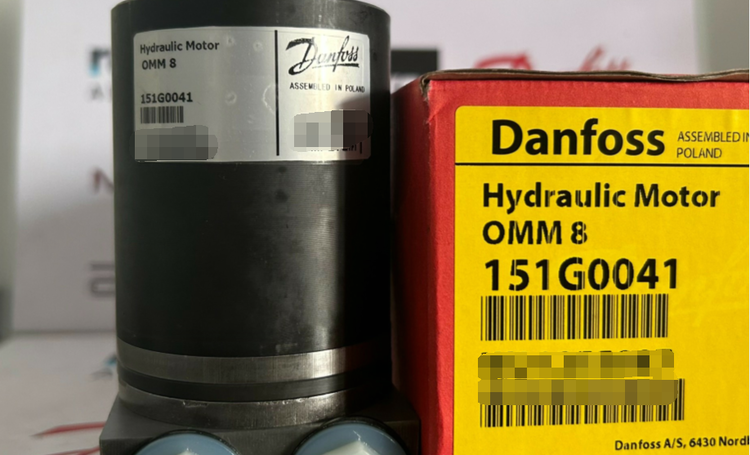 Hydraulic Motor
OMM 8
151G0041
Danfoss
ASSEMBLED IN POLAND
Danfoss
ASSEMBLED IN
POLAND
Hydraulic Motor
OMM 8
151G0041
Danfoss A/S, 6430